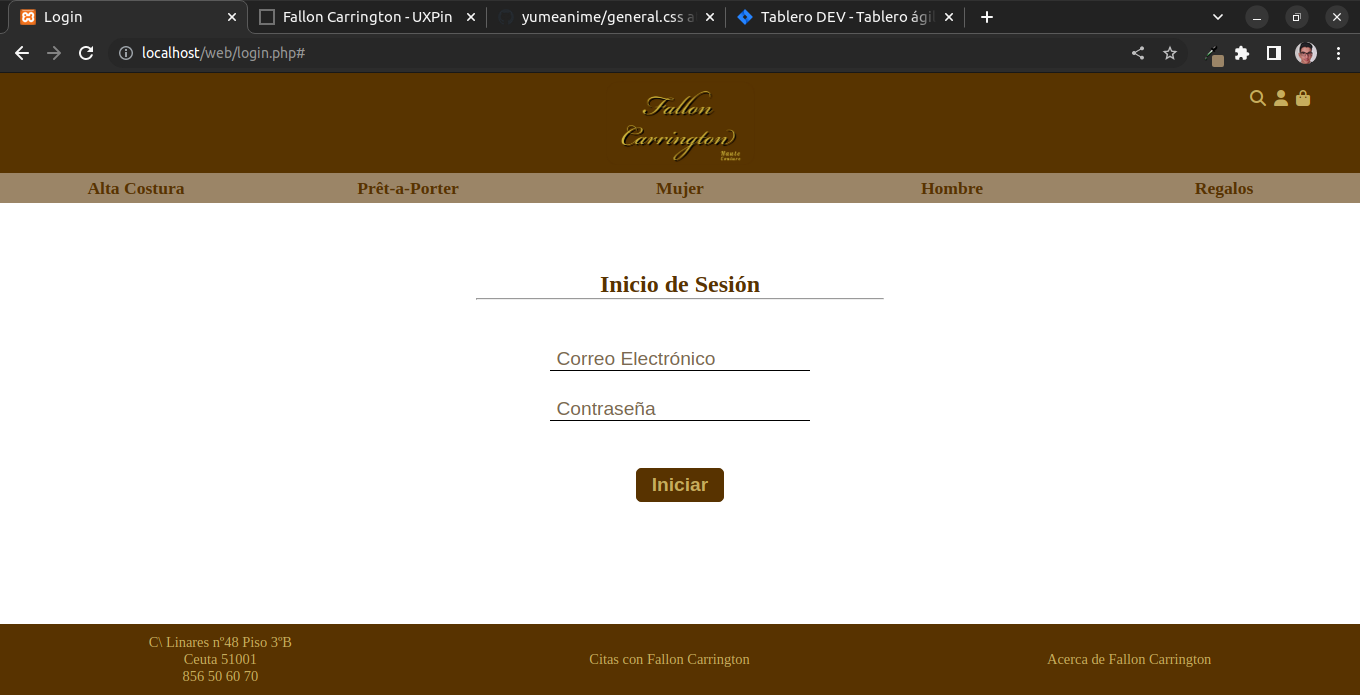 Login
Fallon Carrington - UXPin
yumeanime/general.css a
Tablero DEV - Tablero ágil
localhost/web/login.php#
Fallon
Carrington
Alta Costura
Prêt-a-Porter
Mujer
Hombre
Regalos
Inicio de Sesión
Correo Electrónico
Contraseña
Iniciar
C\ Linares nº48 Piso 3ºB
Ceuta 51001
856 50 60 70
Citas con Fallon Carrington
Acerca de Fallon Carrington